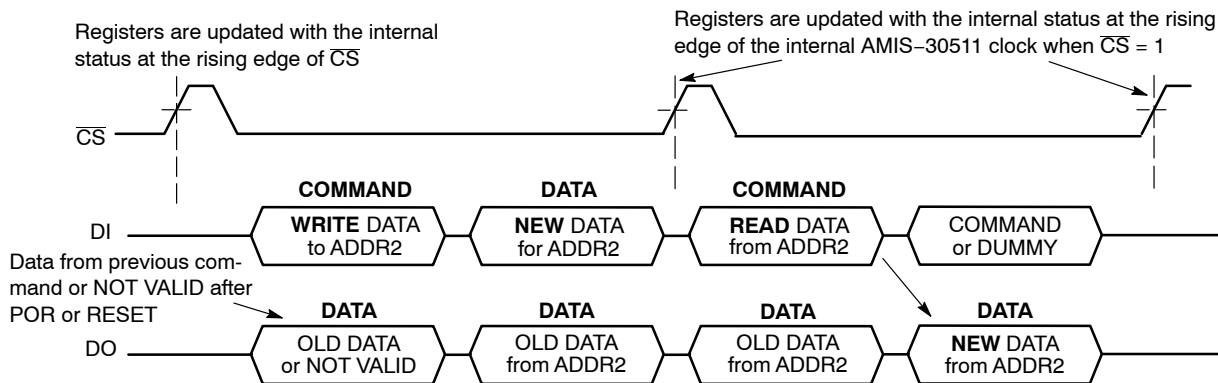 Registers are updated with the internal
status at the rising edge of C̅S̅
Registers are updated with the internal status at the rising
edge of the internal AMIS−30511 clock when C̅S̅ = 1
C̅S̅
COMMAND
DATA
COMMAND
DI
WRITE DATA
to ADDR2
NEW DATA
for ADDR2
READ DATA
from ADDR2
COMMAND
or DUMMY
Data from previous com-
mand or NOT VALID after
POR or RESET
DATA
DATA
DATA
DATA
DO
OLD DATA
or NOT VALID
OLD DATA
from ADDR2
OLD DATA
from ADDR2
NEW DATA
from ADDR2